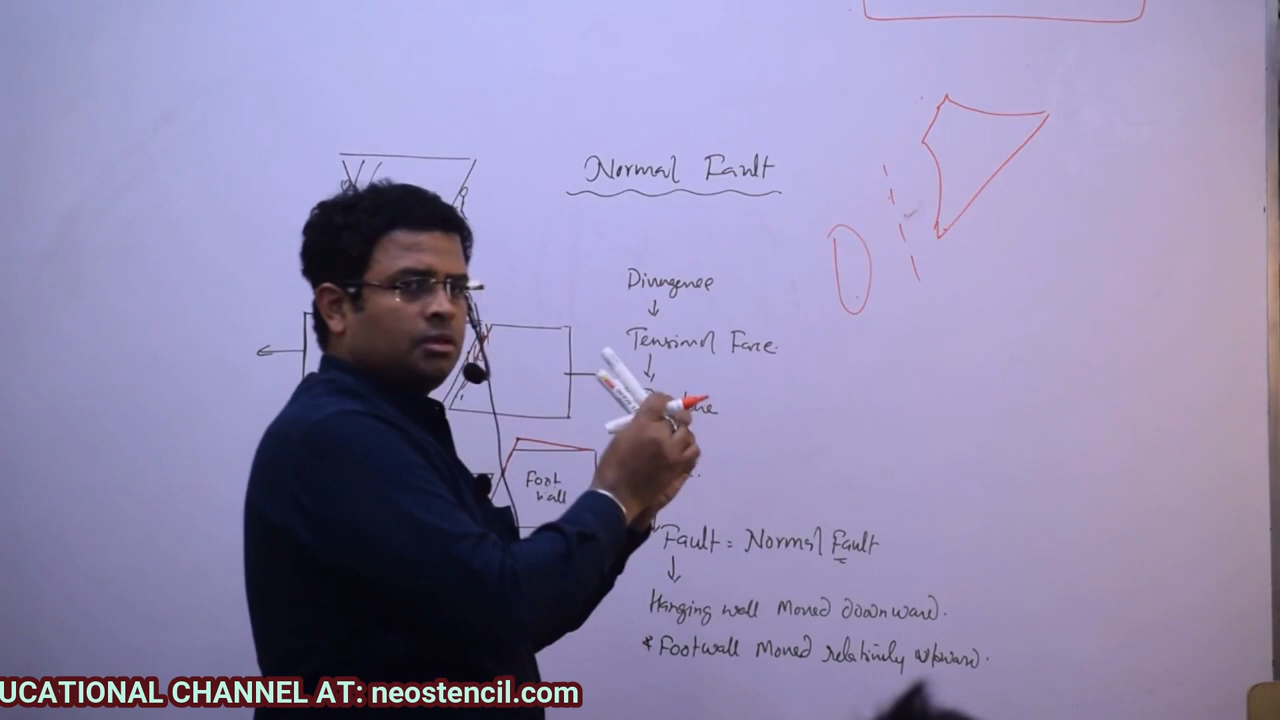 Normal Fault
Divergence
↓
Tensional Force.
↓
Foot
wall
Fault = Normal Fault
↓
Hanging wall Moved downward.
* Footwall Moved relatively upward.
UCATIONAL CHANNEL AT: neostencil.com